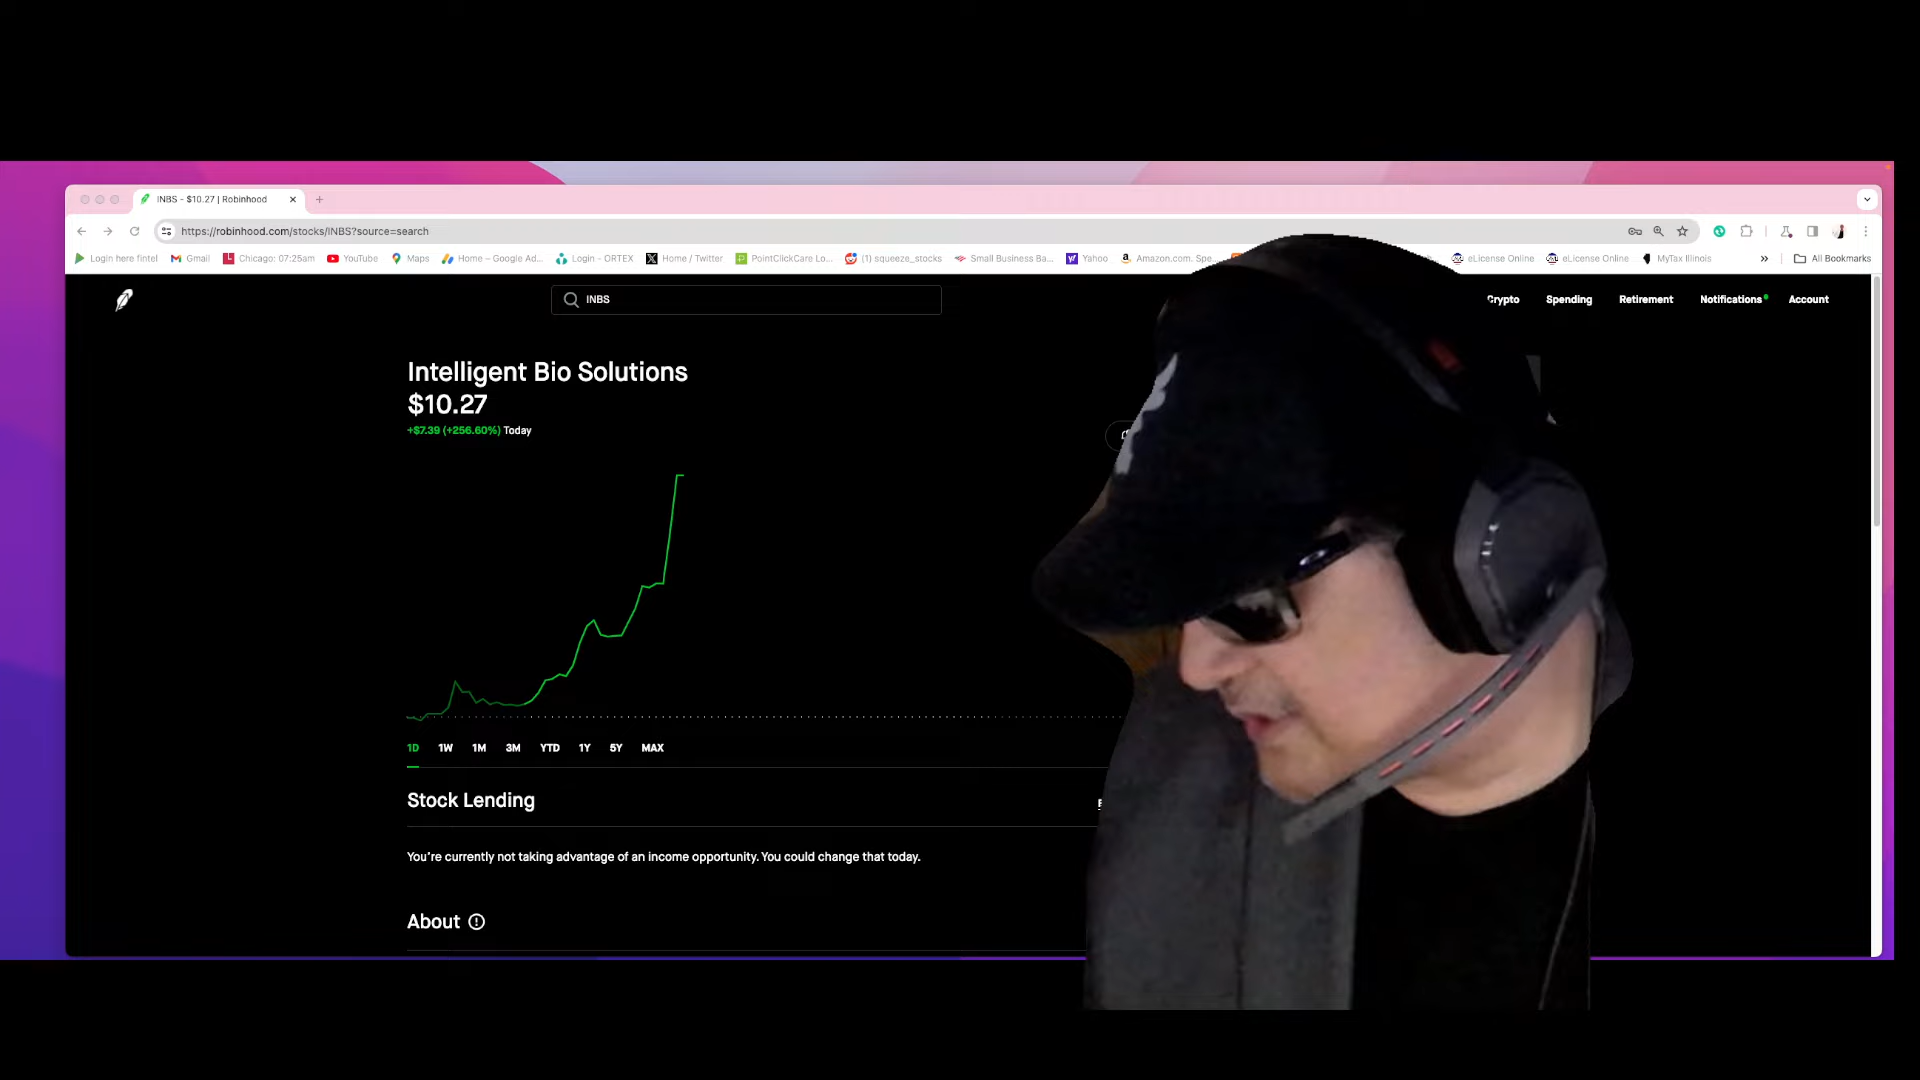 INBS - $10.27 | Robinhood
https://robinhood.com/stocks/INBS?source=search
Login here fintel Gmail Chicago: 07:25am YouTube Maps Home – Google Ad... Login - ORTEX Home / Twitter PointClickCare Lo... (1) squeeze_stocks Small Business Ba... Yahoo Amazon.com. Spe... eLicense Online eLicense Online MyTax Illinois » All Bookmarks
INBS
Crypto Spending Retirement Notifications Account
Intelligent Bio Solutions
$10.27
+$7.39 (+256.60%) Today
1D 1W 1M 3M YTD 1Y 5Y MAX
Stock Lending
You're currently not taking advantage of an income opportunity. You could change that today.
About